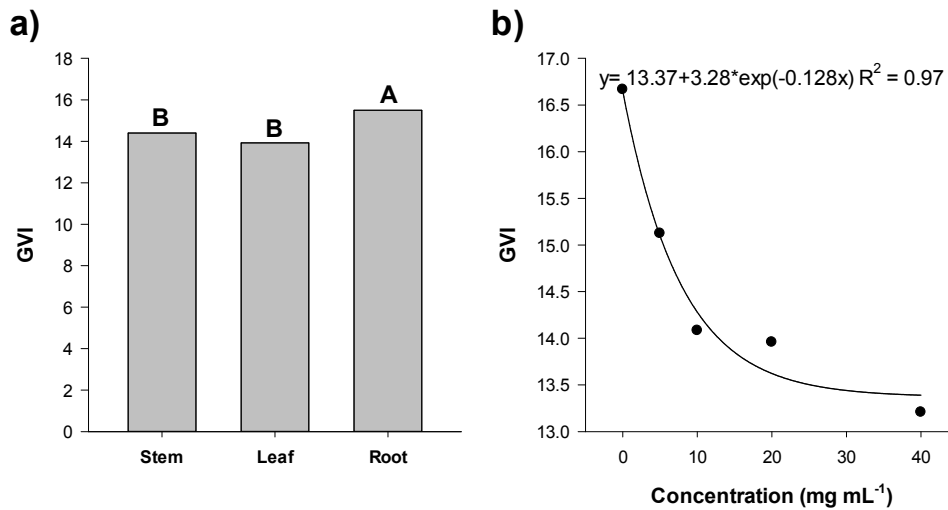 a)
18
16
14
12
10
8
6
4
2
0
GVI
B
B
A
Stem
Leaf
Root
b)
17.0
16.5
16.0
15.5
15.0
14.5
14.0
13.5
13.0
GVI
y= 13.37+3.28*exp(-0.128x) R² = 0.97
0
10
20
30
40
Concentration (mg mL⁻¹)